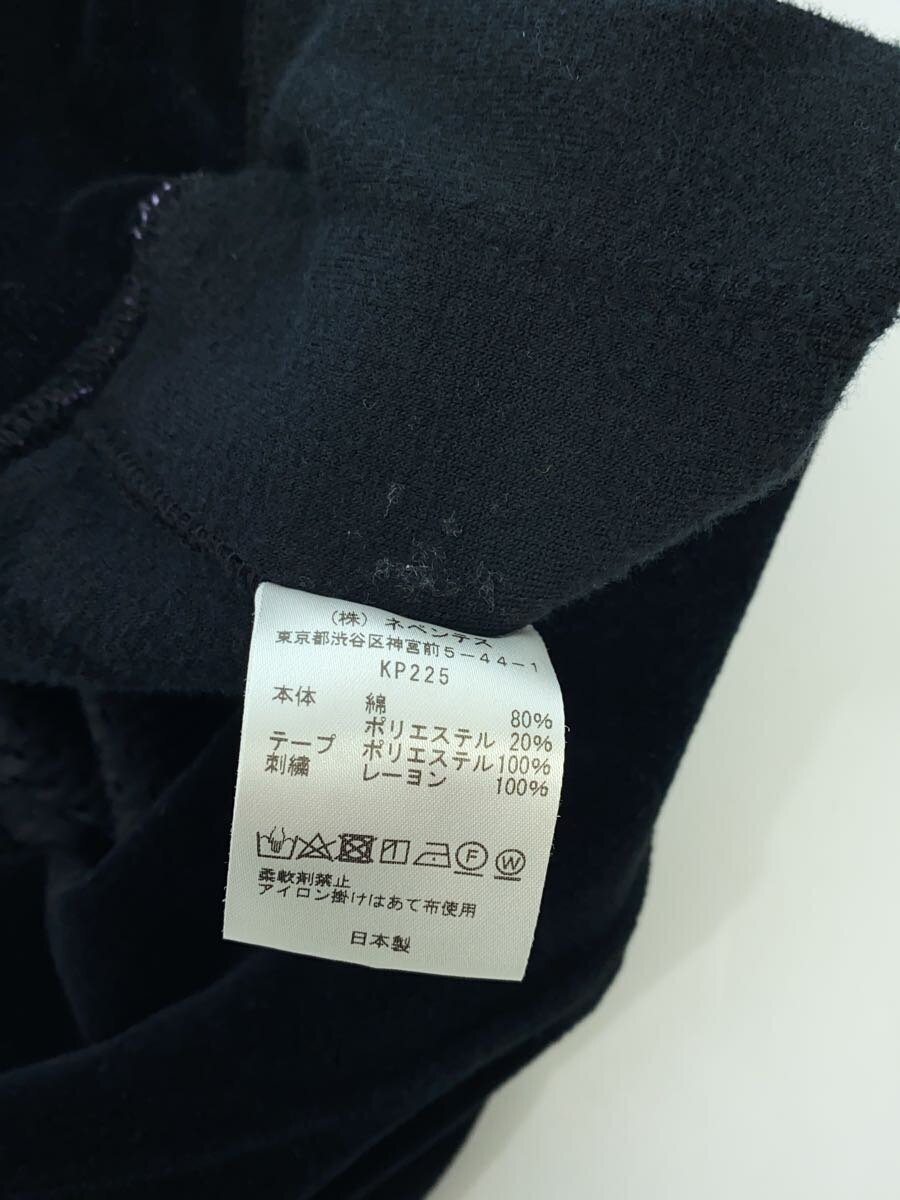 (株) ネペンテス
東京都渋谷区神宮前5-44-1
KP225
本体 綿 80%
ポリエステル 20%
テープ ポリエステル 100%
刺繍 レーヨン 100%
F W
柔軟剤禁止
アイロン掛けはあて布使用
日本製